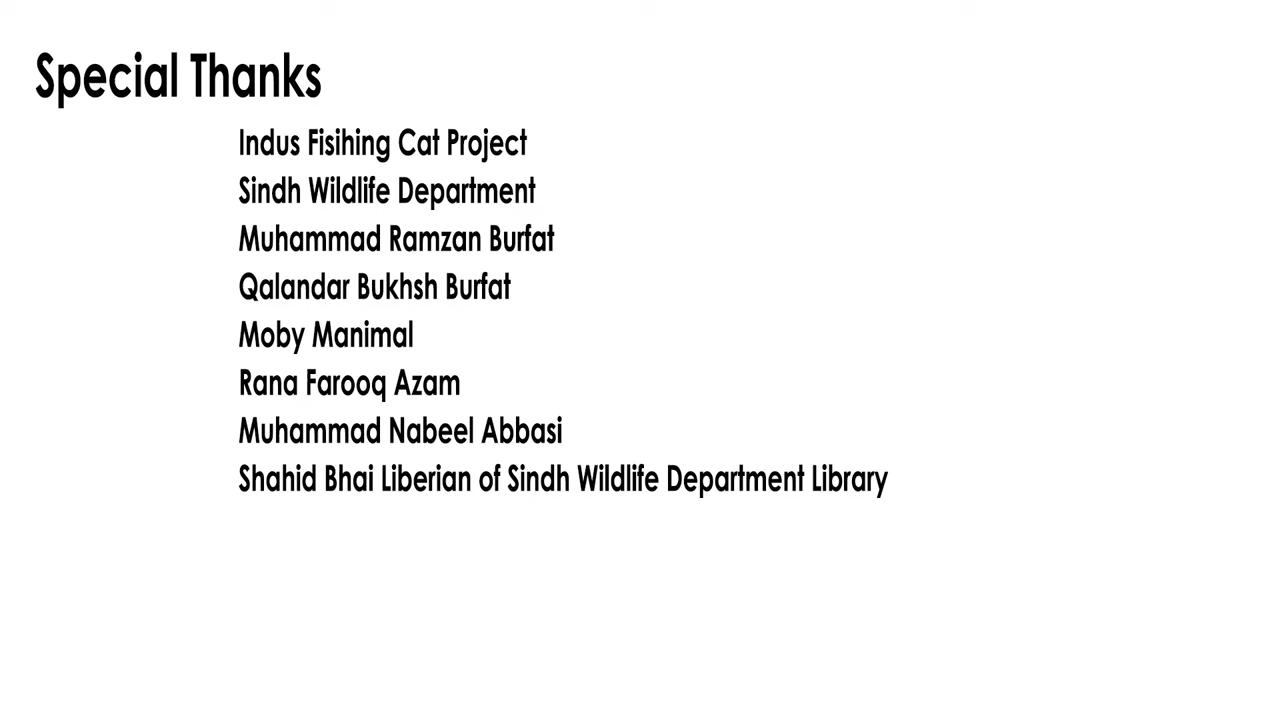 Special Thanks
Indus Fisihing Cat Project
Sindh Wildlife Department
Muhammad Ramzan Burfat
Qalandar Bukhsh Burfat
Moby Manimal
Rana Farooq Azam
Muhammad Nabeel Abbasi
Shahid Bhai Liberian of Sindh Wildlife Department Library